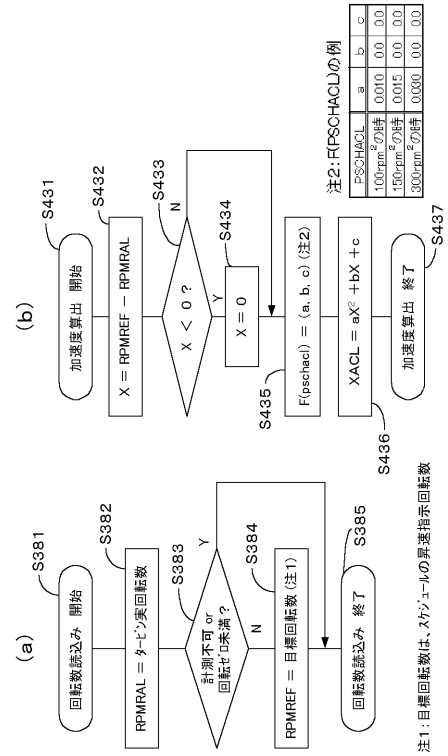 (a)
S381
回転数読込み 開始
S382
RPMRAL = タービン実回転数
S383
計測不可 or
回転ゼロ未満？
Y
N
S384
RPMREF = 目標回転数 (注1)
S385
回転数読込み 終了
注1：目標回転数は、スケジュールの昇速指示回転数
(b)
S431
加速度算出 開始
S432
X = RPMREF － RPMRAL
S433
X < 0 ?
N
Y
S434
X = 0
S435
F(pschacl) = (a, b, c) (注2)
S436
XACL = aX² + bX + c
S437
加速度算出 終了
注2：F(PSCHACL)の例
PSCHACL a b c
100rpm²の時 0.010 0.0 0.0
150rpm²の時 0.015 0.0 0.0
300rpm²の時 0.030 0.0 0.0